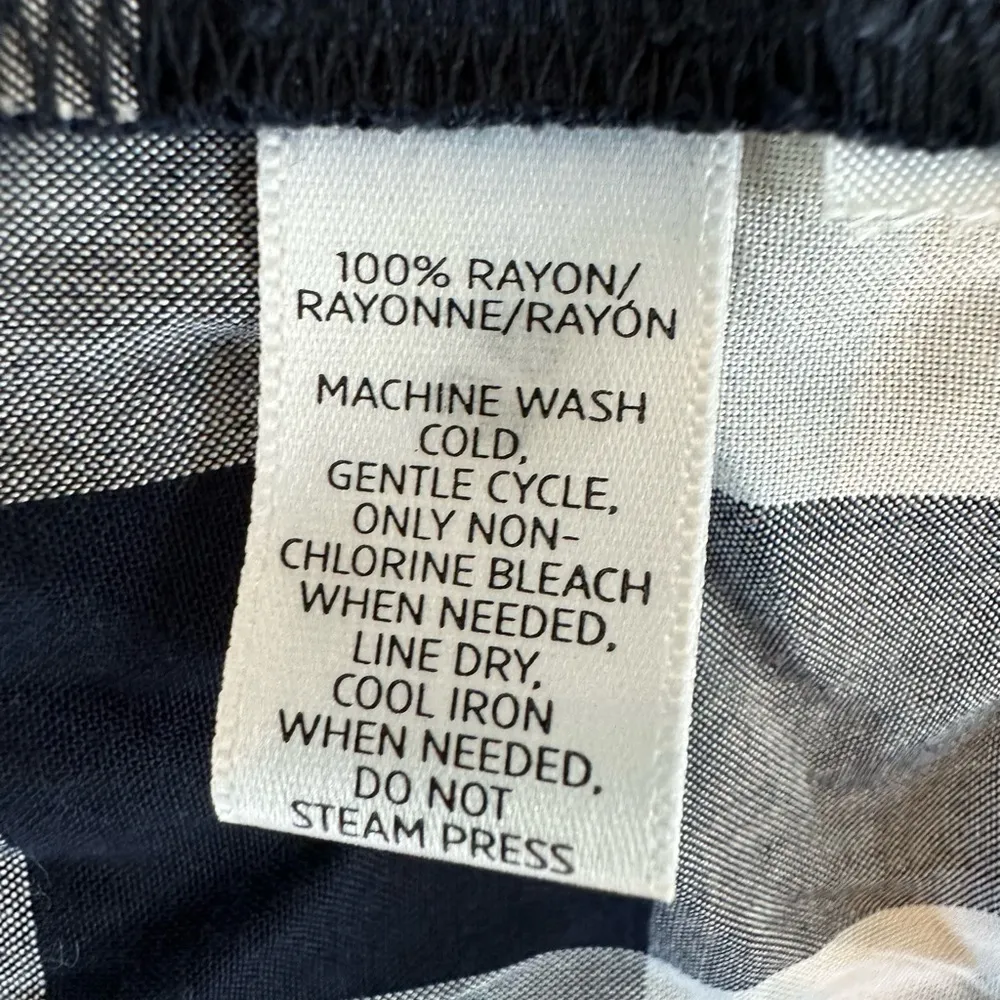 100% RAYON/
RAYONNE/RAYÓN
MACHINE WASH
COLD,
GENTLE CYCLE,
ONLY NON-
CHLORINE BLEACH
WHEN NEEDED,
LINE DRY,
COOL IRON
WHEN NEEDED,
DO NOT
STEAM PRESS